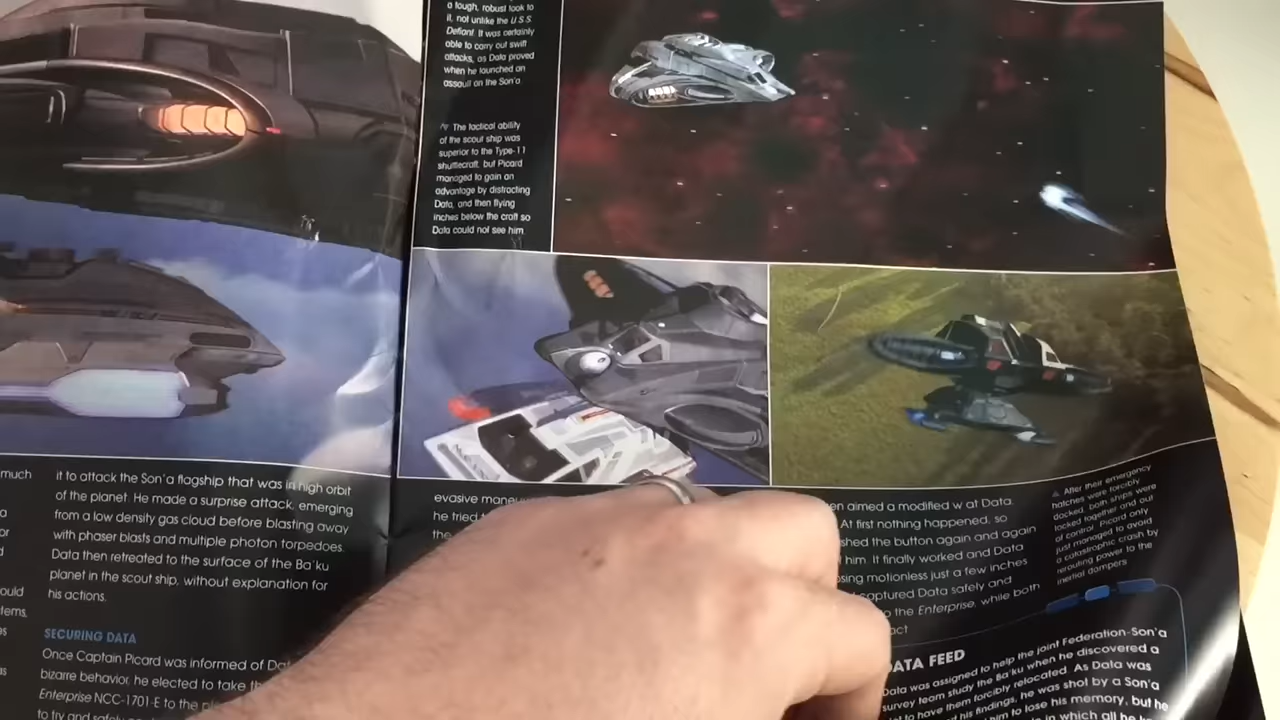 a tough, robust look to
it, not unlike the U.S.S.
Defiant. It was certainly
able to carry out swift
attacks, as Data proved
when he launched an
assault on the Son'a.
The tactical ability
of the scout ship was
superior to the Type-11
shuttlecraft, but Picard
managed to gain an
advantage by distracting
Data, and then flying
inches below the craft so
Data could not see him.
much
it to attack the Son'a flagship that was in high orbit
of the planet. He made a surprise attack, emerging
from a low density gas cloud before blasting away
with phaser blasts and multiple photon torpedoes.
Data then retreated to the surface of the Ba'ku
planet in the scout ship, without explanation for
his actions.
SECURING DATA
Once Captain Picard was informed of
bizarre behavior, he elected to take
Enterprise NCC-1701-E to the
to try and safely
evasive
he tried
the
aimed a modified at Data.
At first nothing happened, so
the button again and again
him. It finally worked and Data
motionless just a few inches
captured Data safely and
the Enterprise, while both
After their emergency
hatches were forcibly
docked, both ships were
locked together and out
of control. Picard only
just managed to avoid
a catastrophic crash by
rerouting power to the
inertial dampers.
DATA FEED
Data was assigned to help the joint Federation-Son'a
survey team study the Ba'ku when he discovered a
to have them forcibly relocated. As Data was
his findings, he was shot by a Son'a
him to lose his memory, but he
in which all he